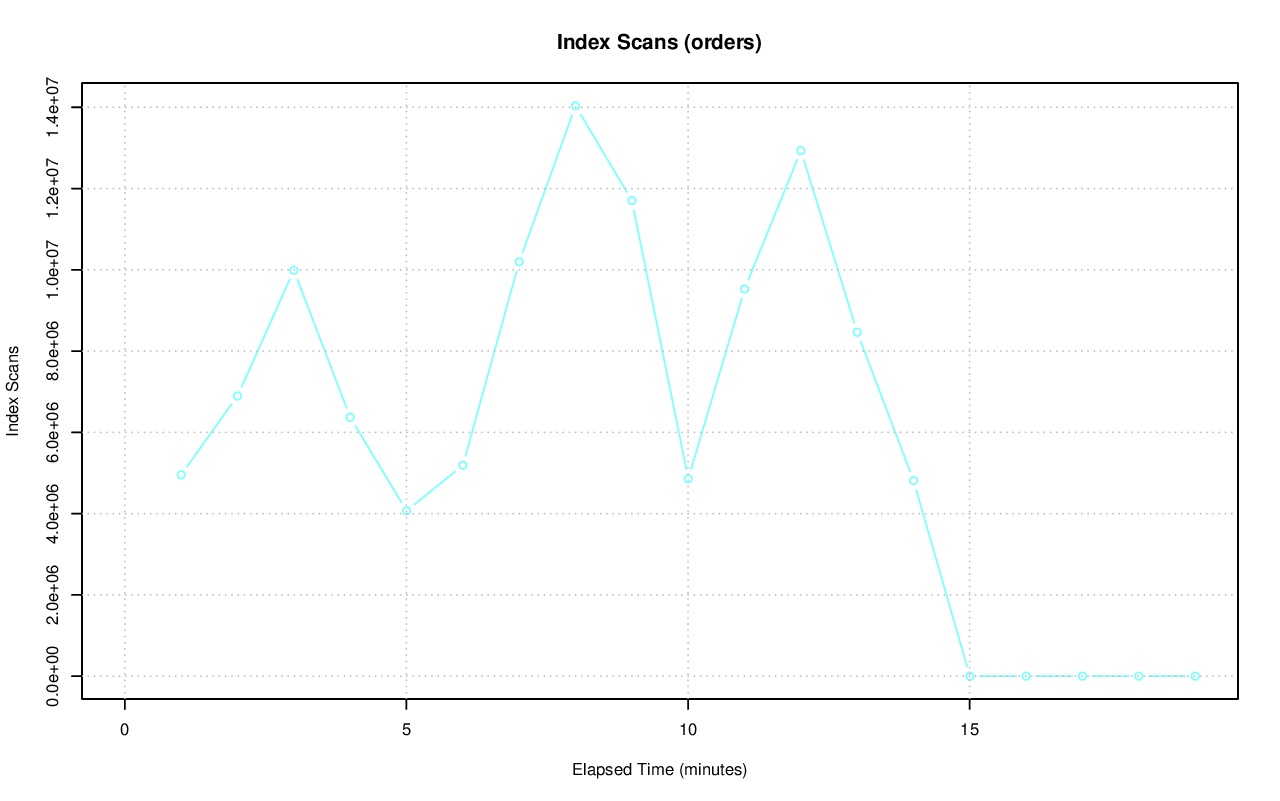 Index Scans (orders)
Index Scans
1.4e+07
1.2e+07
1.0e+07
8.0e+06
6.0e+06
4.0e+06
2.0e+06
0.0e+00
0
5
10
15
Elapsed Time (minutes)